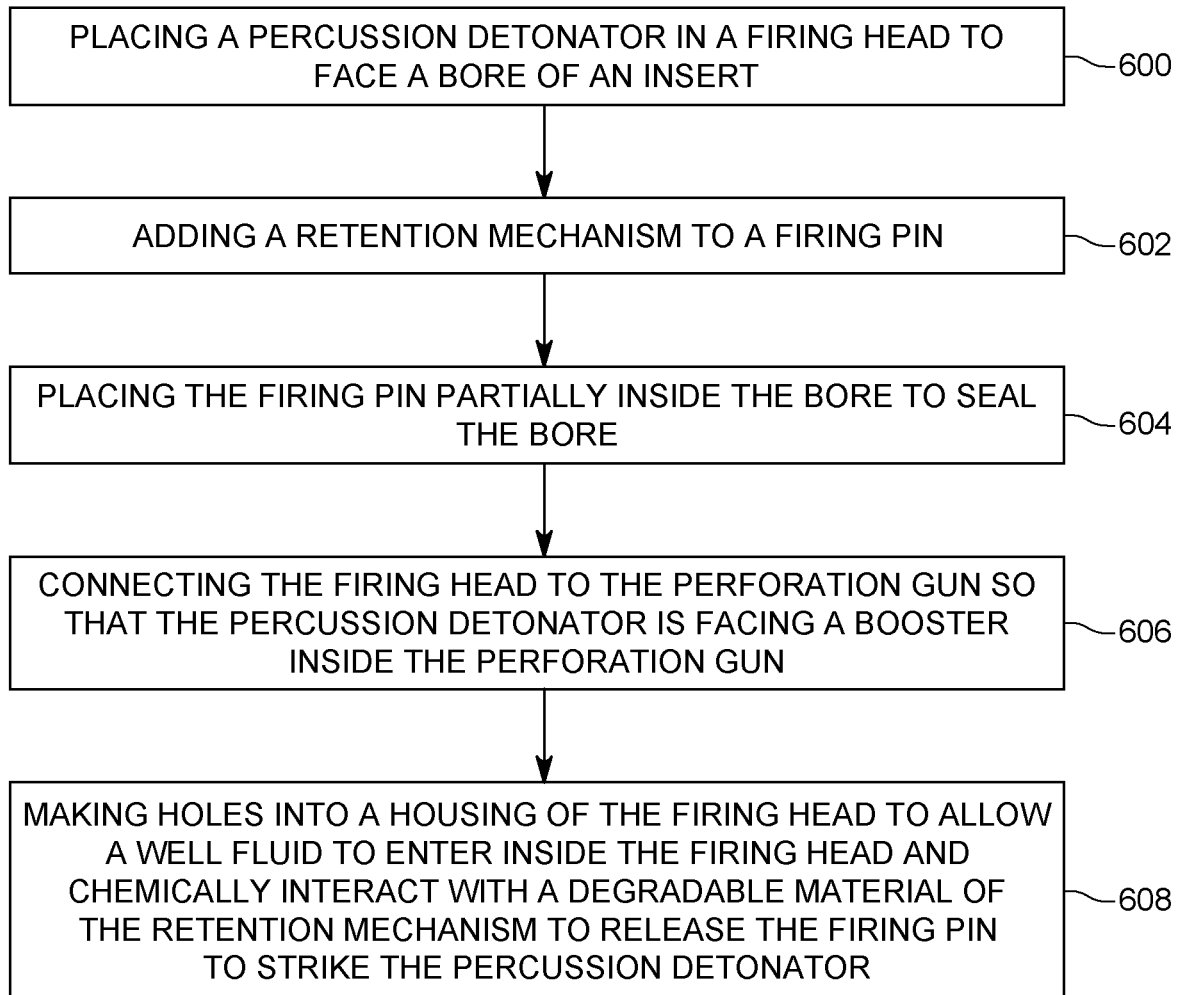 PLACING A PERCUSSION DETONATOR IN A FIRING HEAD TO
FACE A BORE OF AN INSERT
600
ADDING A RETENTION MECHANISM TO A FIRING PIN
602
PLACING THE FIRING PIN PARTIALLY INSIDE THE BORE TO SEAL
THE BORE
604
CONNECTING THE FIRING HEAD TO THE PERFORATION GUN SO
THAT THE PERCUSSION DETONATOR IS FACING A BOOSTER
INSIDE THE PERFORATION GUN
606
MAKING HOLES INTO A HOUSING OF THE FIRING HEAD TO ALLOW
A WELL FLUID TO ENTER INSIDE THE FIRING HEAD AND
CHEMICALLY INTERACT WITH A DEGRADABLE MATERIAL OF
THE RETENTION MECHANISM TO RELEASE THE FIRING PIN
TO STRIKE THE PERCUSSION DETONATOR
608